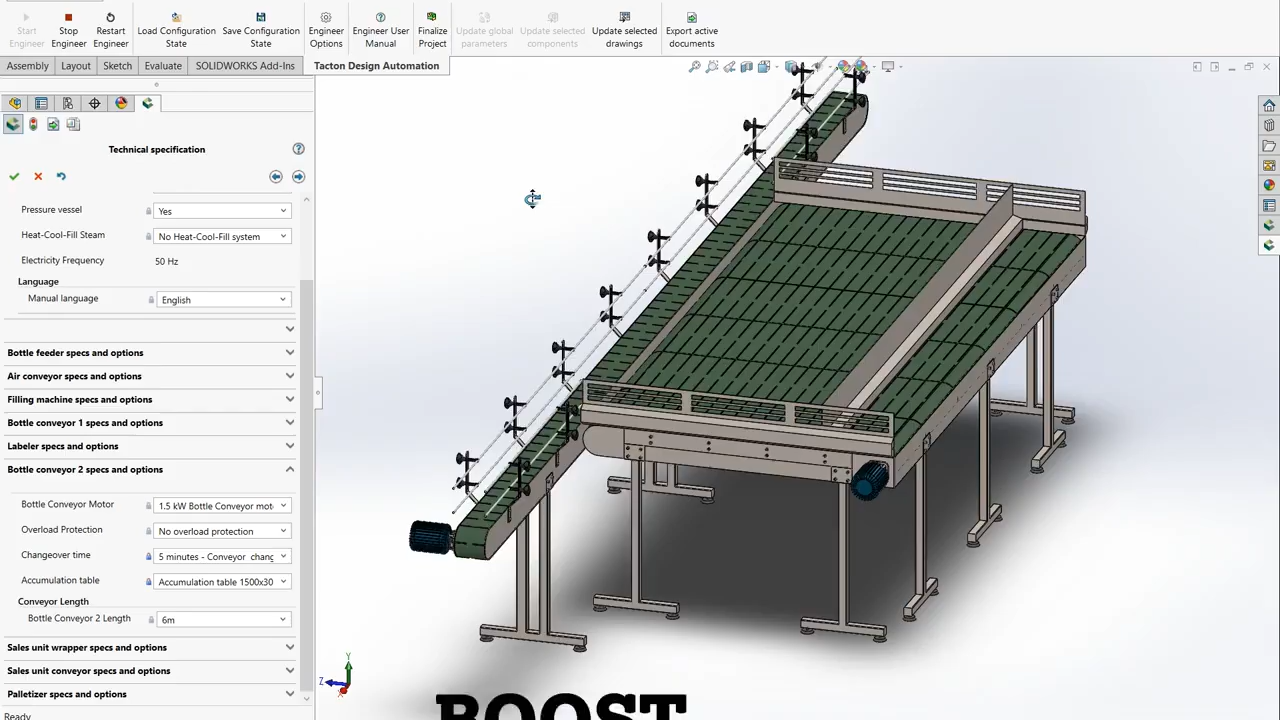 Start Engineer
Stop Engineer
Restart Engineer
Load Configuration State
Save Configuration State
Engineer Options
Engineer User Manual
Finalize Project
Update global parameters
Update selected components
Update selected drawings
Export active documents
Assembly
Layout
Sketch
Evaluate
SOLIDWORKS Add-Ins
Tacton Design Automation
Technical specification
Pressure vessel Yes
Heat-Cool-Fill Steam No Heat-Cool-Fill system
Electricity Frequency 50 Hz
Language
Manual language English
Bottle feeder specs and options
Air conveyor specs and options
Filling machine specs and options
Bottle conveyor 1 specs and options
Labeler specs and options
Bottle conveyor 2 specs and options
Bottle Conveyor Motor 1.5 kW Bottle Conveyor mot
Overload Protection No overload protection
Changeover time 5 minutes - Conveyor chang
Accumulation table Accumulation table 1500x30
Conveyor Length
Bottle Conveyor 2 Length 6m
Sales unit wrapper specs and options
Sales unit conveyor specs and options
Palletizer specs and options
Ready
Y
Z
X
BOOST